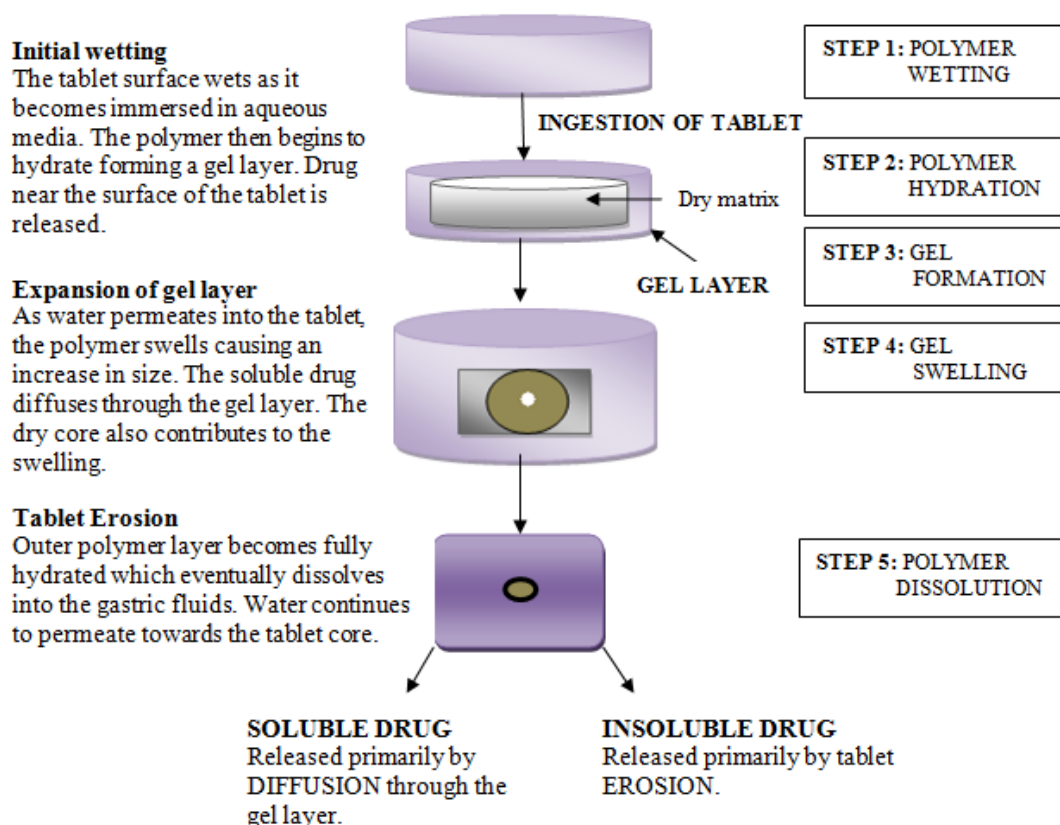 Initial wetting
The tablet surface wets as it
becomes immersed in aqueous
media. The polymer then begins to
hydrate forming a gel layer. Drug
near the surface of the tablet is
released.
STEP 1: POLYMER
WETTING
INGESTION OF TABLET
STEP 2: POLYMER
HYDRATION
Dry matrix
STEP 3: GEL
FORMATION
GEL LAYER
Expansion of gel layer
As water permeates into the tablet,
the polymer swells causing an
increase in size. The soluble drug
diffuses through the gel layer. The
dry core also contributes to the
swelling.
STEP 4: GEL
SWELLING
Tablet Erosion
Outer polymer layer becomes fully
hydrated which eventually dissolves
into the gastric fluids. Water continues
to permeate towards the tablet core.
STEP 5: POLYMER
DISSOLUTION
SOLUBLE DRUG
Released primarily by
DIFFUSION through the
gel layer.
INSOLUBLE DRUG
Released primarily by tablet
EROSION.